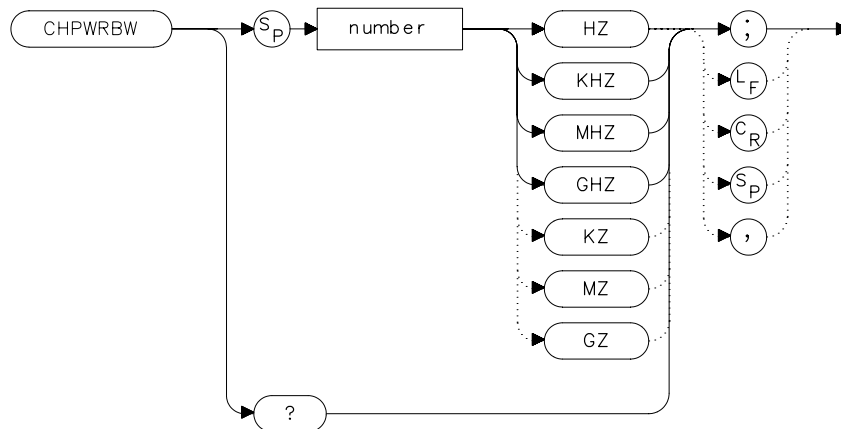 CHPWRBW SP number HZ ;
KHZ LF
MHZ CR
GHZ SP
KZ ,
MZ
GZ
?